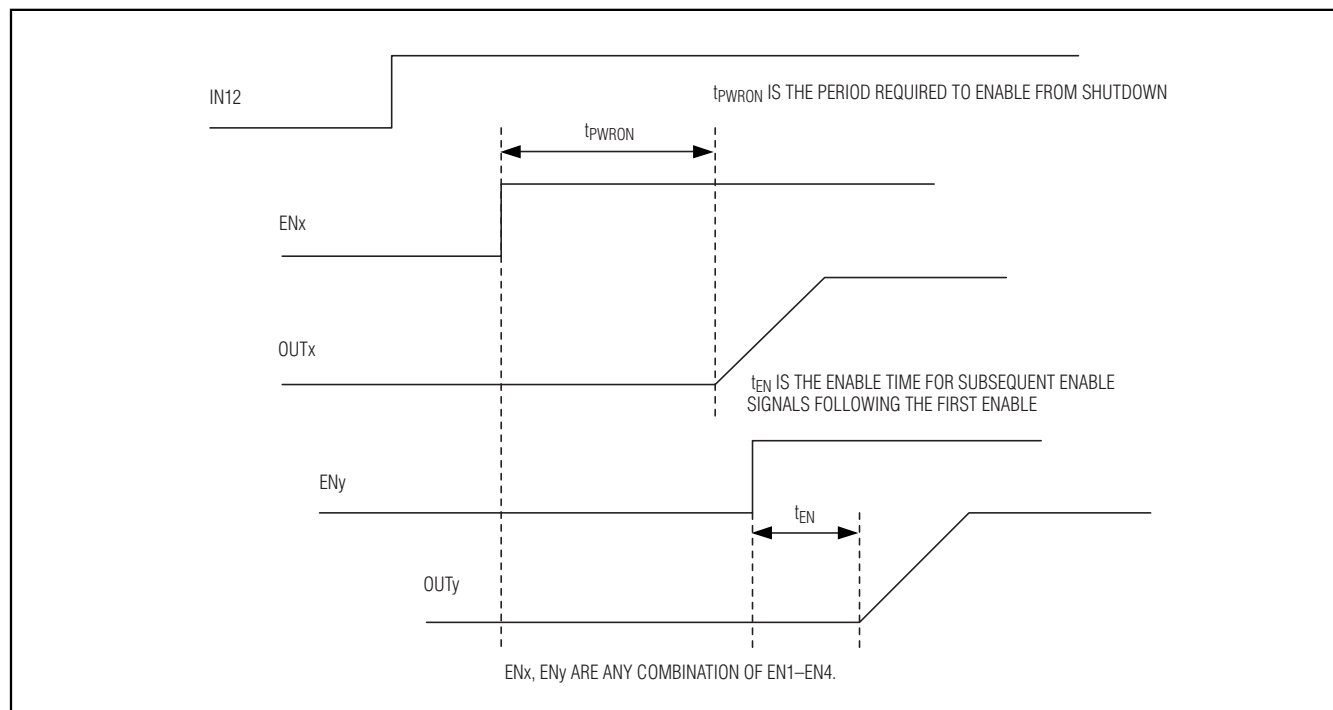 IN12
tPWRON IS THE PERIOD REQUIRED TO ENABLE FROM SHUTDOWN
tPWRON
ENx
OUTx
tEN IS THE ENABLE TIME FOR SUBSEQUENT ENABLE
SIGNALS FOLLOWING THE FIRST ENABLE
ENy
tEN
OUTy
ENx, ENy ARE ANY COMBINATION OF EN1–EN4.